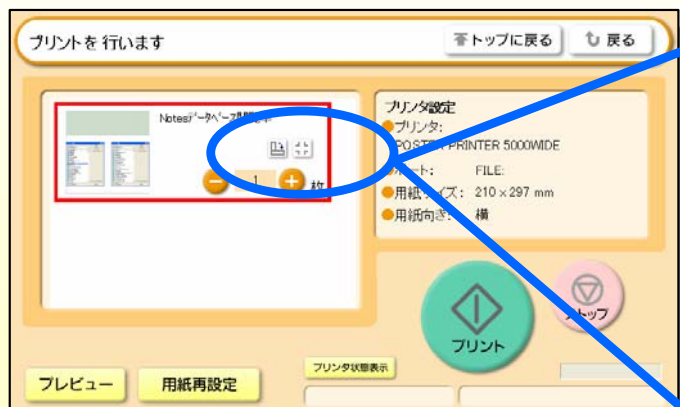 プリントを行います
トップに戻る
戻る
Notesデータベース
1
枚
プリンタ設定
プリンタ:
POSTER PRINTER 5000WIDE
ポート: FILE:
用紙サイズ: 210×297 mm
用紙向き: 横
プリント
ストップ
プリンタ状態表示
プレビュー
用紙再設定